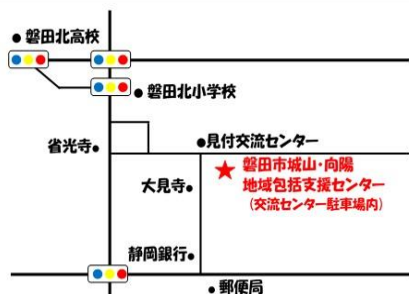 ● 磐田北高校
● 磐田北小学校
省光寺●
●見付交流センター
★ 磐田市城山・向陽
地域包括支援センター
(交流センター駐車場内)
大見寺●
静岡銀行●
● 郵便局